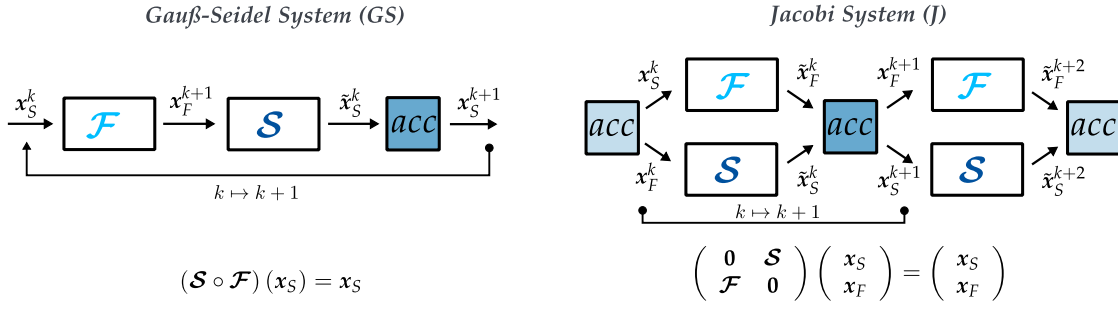 Gauß-Seidel System (GS)
x_S^k
𝓕
x_F^{k+1}
𝓢
x̃_S^k
acc
x_S^{k+1}
k ↦ k + 1
(𝓢 ∘ 𝓕) (x_S) = x_S
Jacobi System (J)
acc
x_S^k
𝓕
x̃_F^k
x_F^k
𝓢
x̃_S^k
acc
x_F^{k+1}
𝓕
x̃_F^{k+2}
x_S^{k+1}
𝓢
x̃_S^{k+2}
acc
k ↦ k + 1
( 0 𝓢 ) ( x_S ) = ( x_S )
( 𝓕 0 ) ( x_F ) = ( x_F )